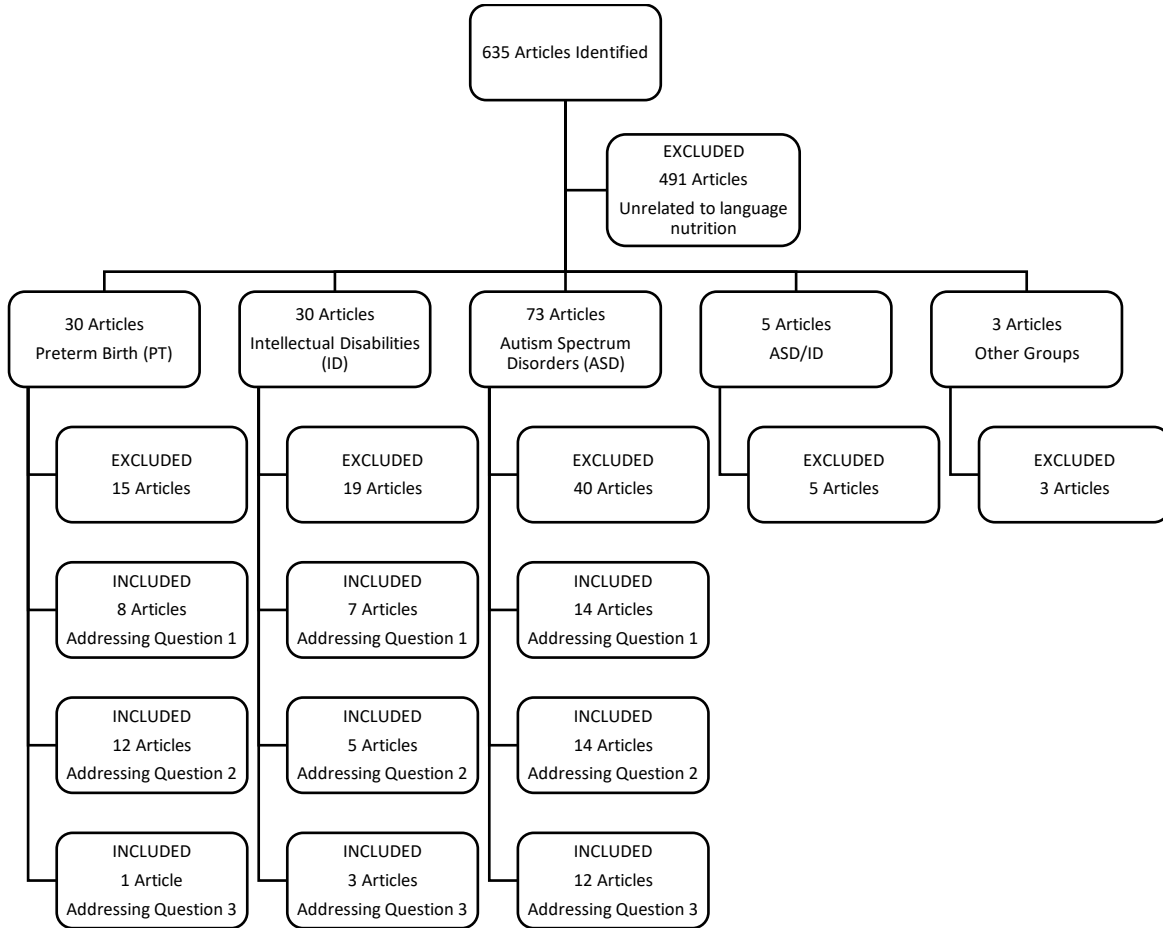 635 Articles Identified
EXCLUDED
491 Articles
Unrelated to language
nutrition
30 Articles
Preterm Birth (PT)
30 Articles
Intellectual Disabilities
(ID)
73 Articles
Autism Spectrum
Disorders (ASD)
5 Articles
ASD/ID
3 Articles
Other Groups
EXCLUDED
15 Articles
EXCLUDED
19 Articles
EXCLUDED
40 Articles
EXCLUDED
5 Articles
EXCLUDED
3 Articles
INCLUDED
8 Articles
Addressing Question 1
INCLUDED
7 Articles
Addressing Question 1
INCLUDED
14 Articles
Addressing Question 1
INCLUDED
12 Articles
Addressing Question 2
INCLUDED
5 Articles
Addressing Question 2
INCLUDED
14 Articles
Addressing Question 2
INCLUDED
1 Article
Addressing Question 3
INCLUDED
3 Articles
Addressing Question 3
INCLUDED
12 Articles
Addressing Question 3